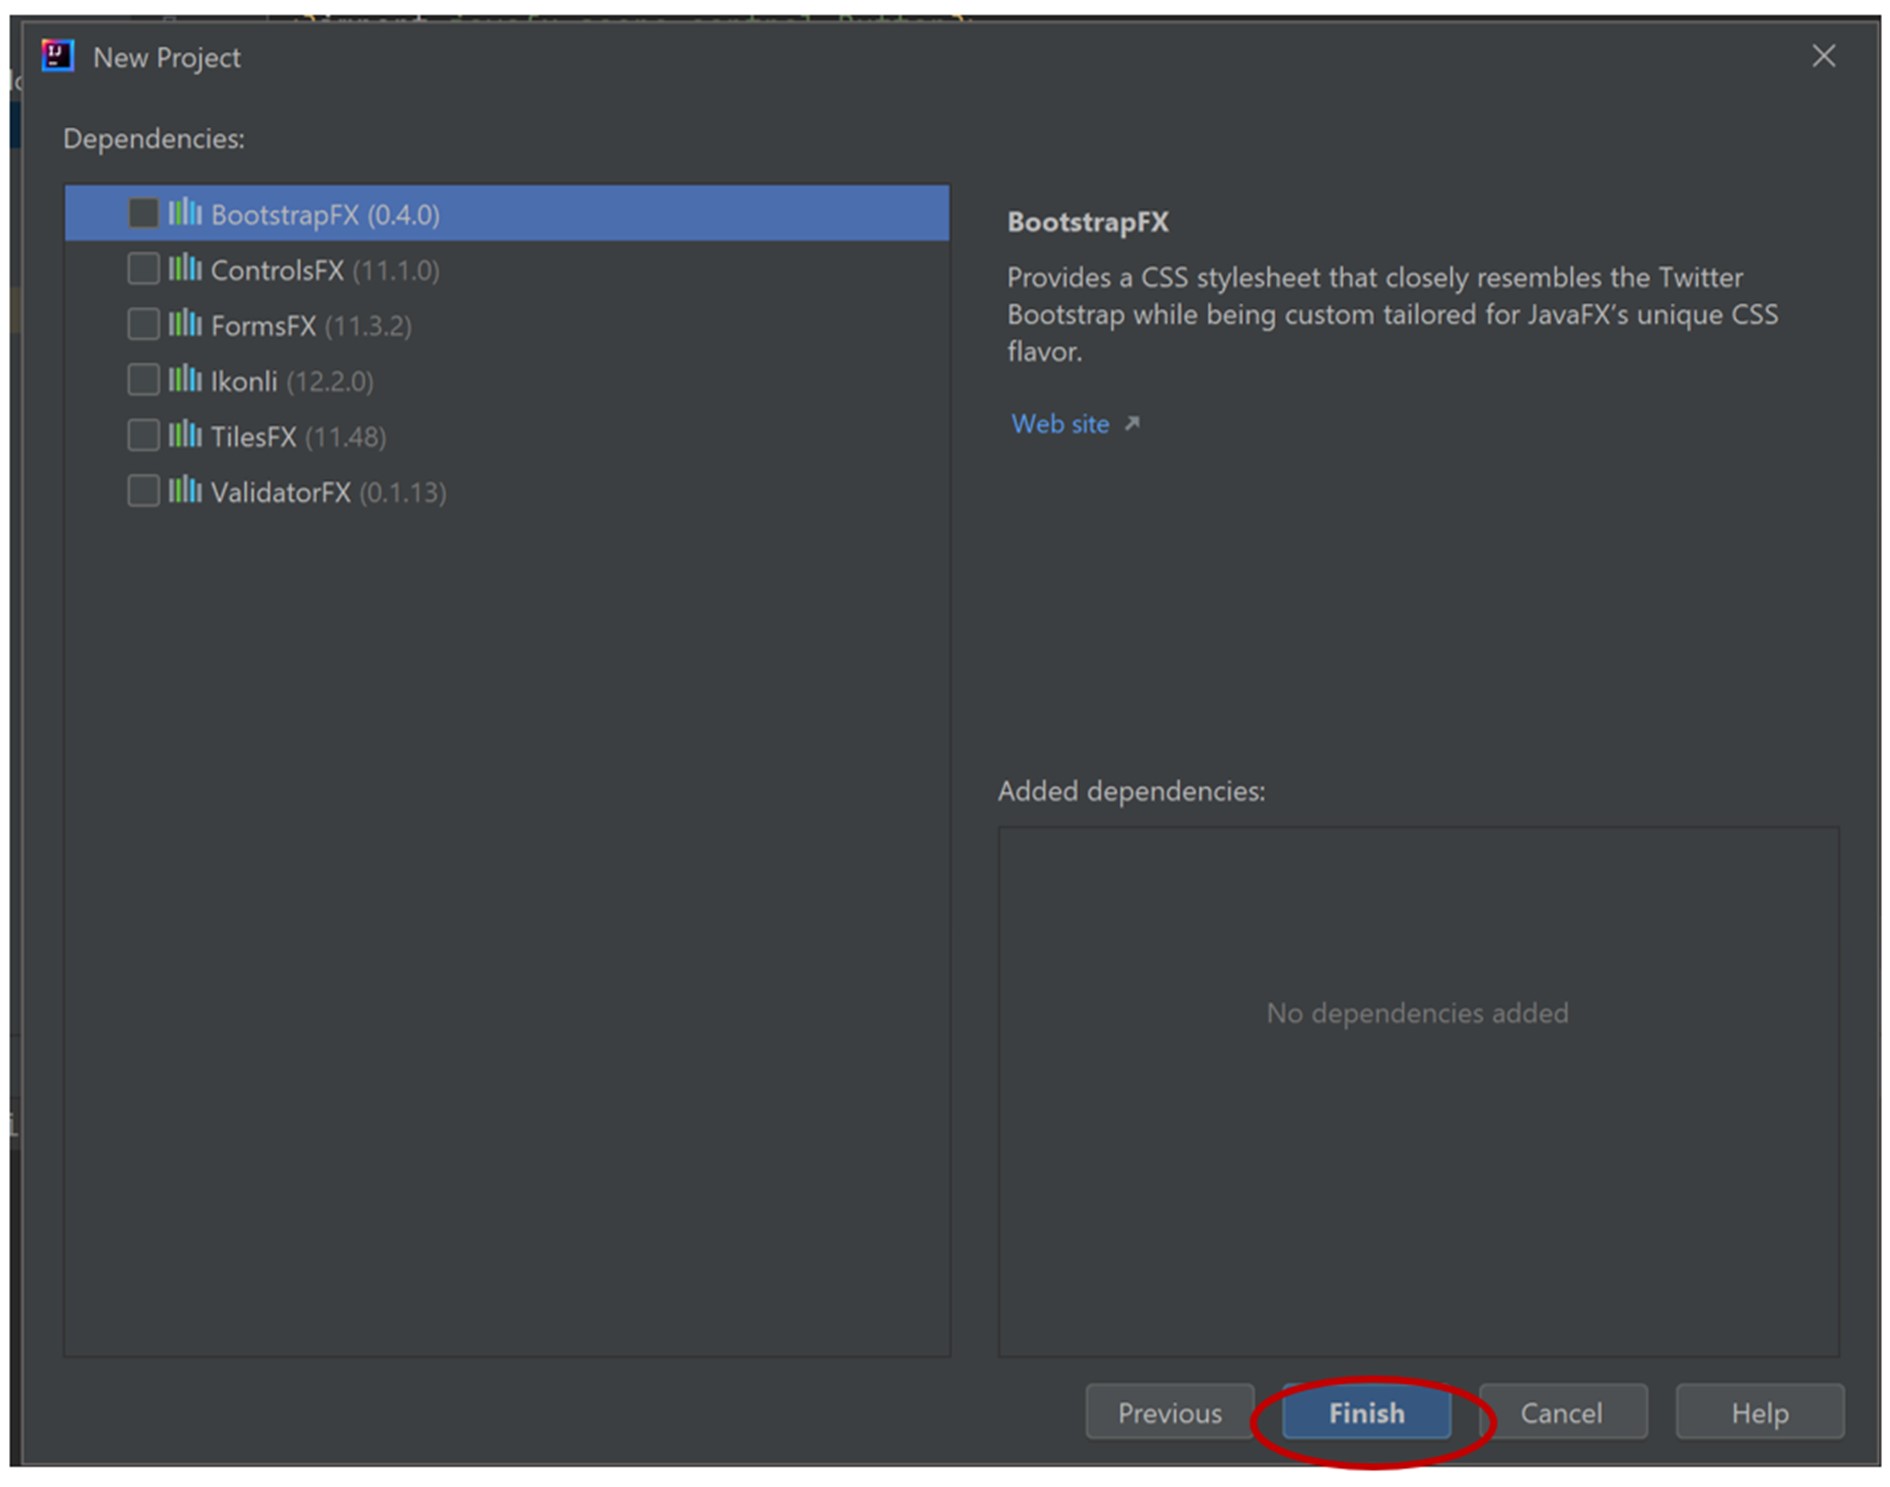 New Project
Dependencies:
BootstrapFX (0.4.0)
ControlsFX (11.1.0)
FormsFX (11.3.2)
Ikonli (12.2.0)
TilesFX (11.48)
ValidatorFX (0.1.13)
BootstrapFX
Provides a CSS stylesheet that closely resembles the Twitter
Bootstrap while being custom tailored for JavaFX's unique CSS
flavor.
Web site
Added dependencies:
No dependencies added
Previous
Finish
Cancel
Help